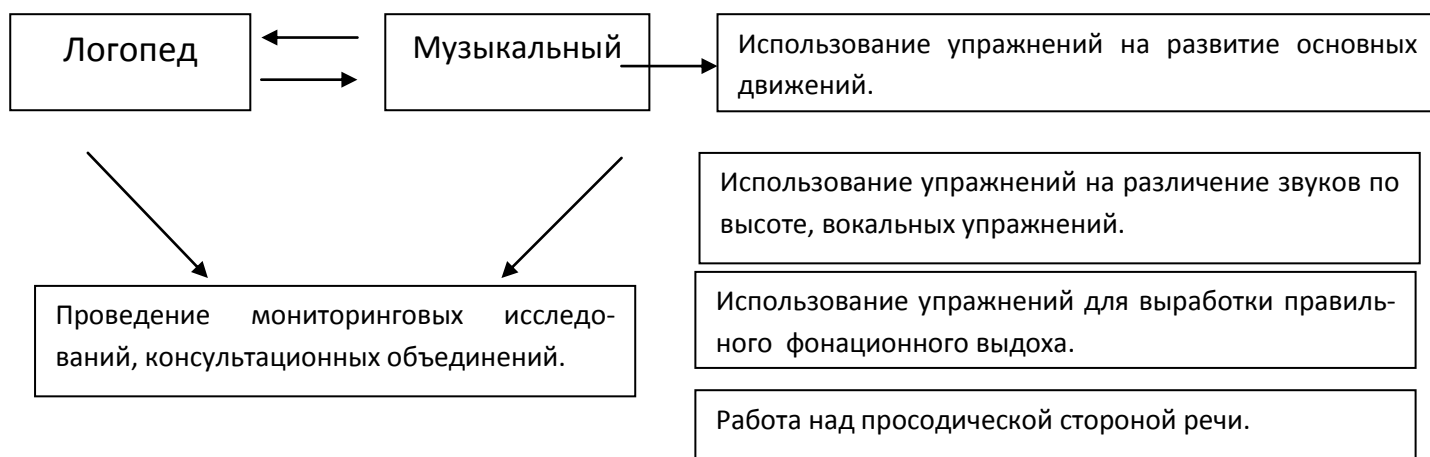 Логопед
Музыкальный
Использование упражнений на развитие основных
движений.
Использование упражнений на различение звуков по
высоте, вокальных упражнений.
Проведение мониторинговых исследо-
ваний, консультационных объединений.
Использование упражнений для выработки правиль-
ного фонационного выдоха.
Работа над просодической стороной речи.